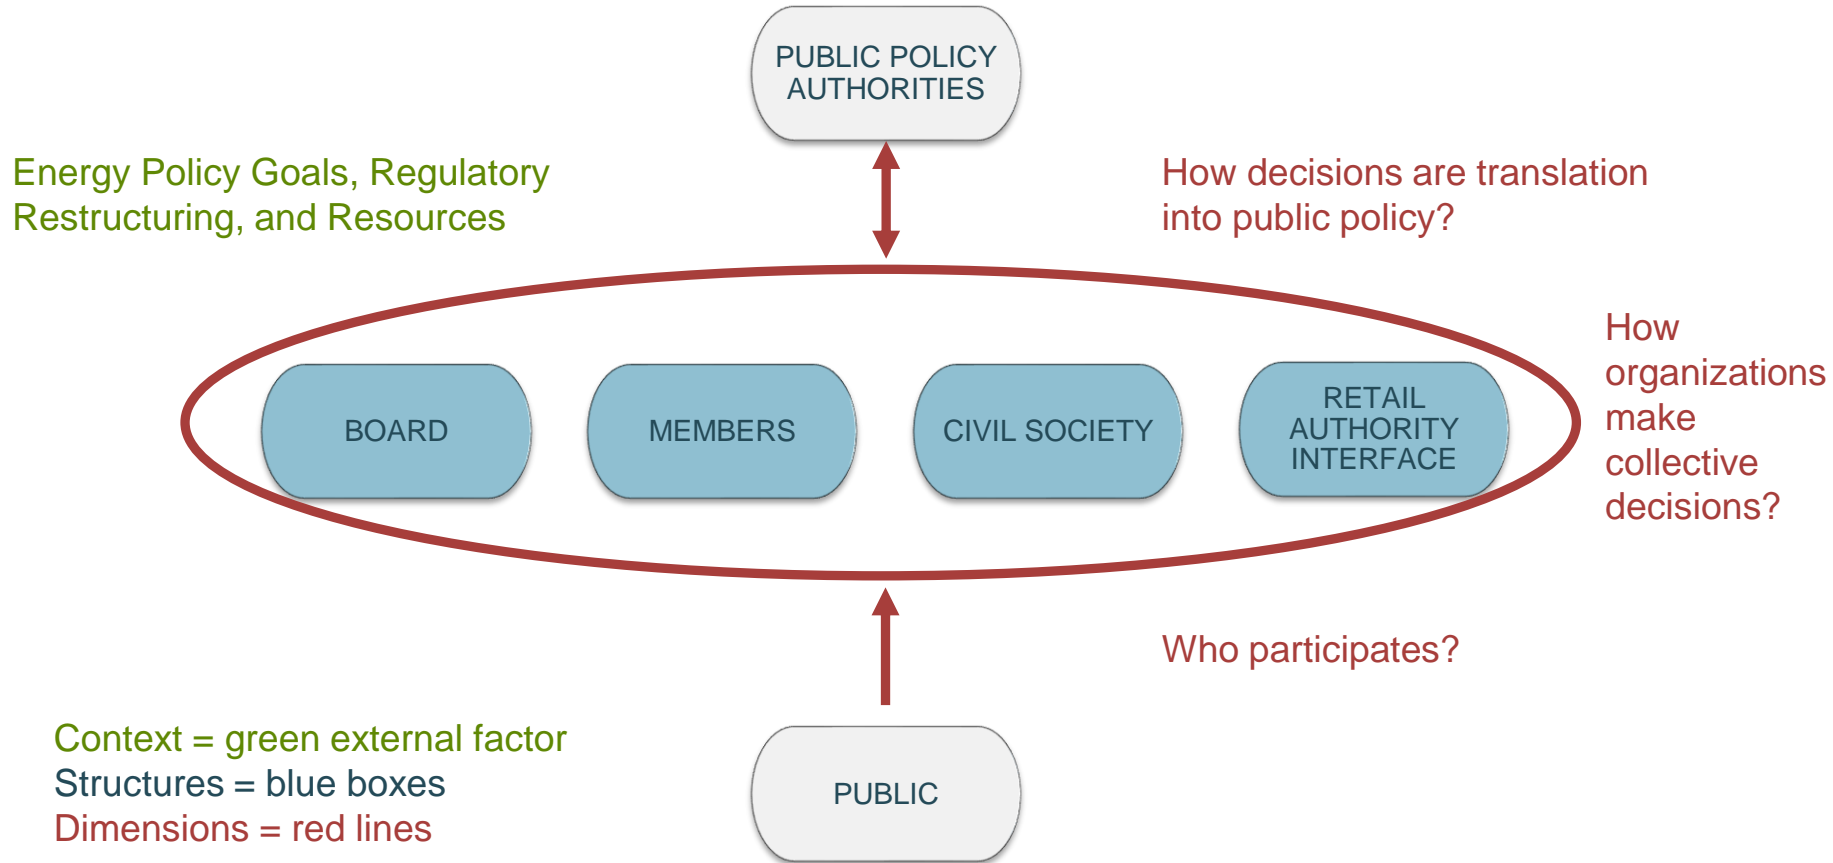 PUBLIC POLICY
AUTHORITIES
Energy Policy Goals, Regulatory
Restructuring, and Resources
How decisions are translation
into public policy?
BOARD
MEMBERS
CIVIL SOCIETY
RETAIL
AUTHORITY
INTERFACE
How
organizations
make
collective
decisions?
Who participates?
Context = green external factor
Structures = blue boxes
Dimensions = red lines
PUBLIC